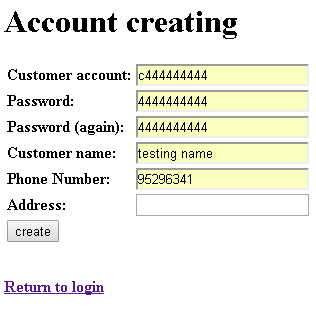 Account creating
Customer account: c444444444
Password: 4444444444
Password (again): 4444444444
Customer name: testing name
Phone Number: 95296341
Address:
create
Return to login